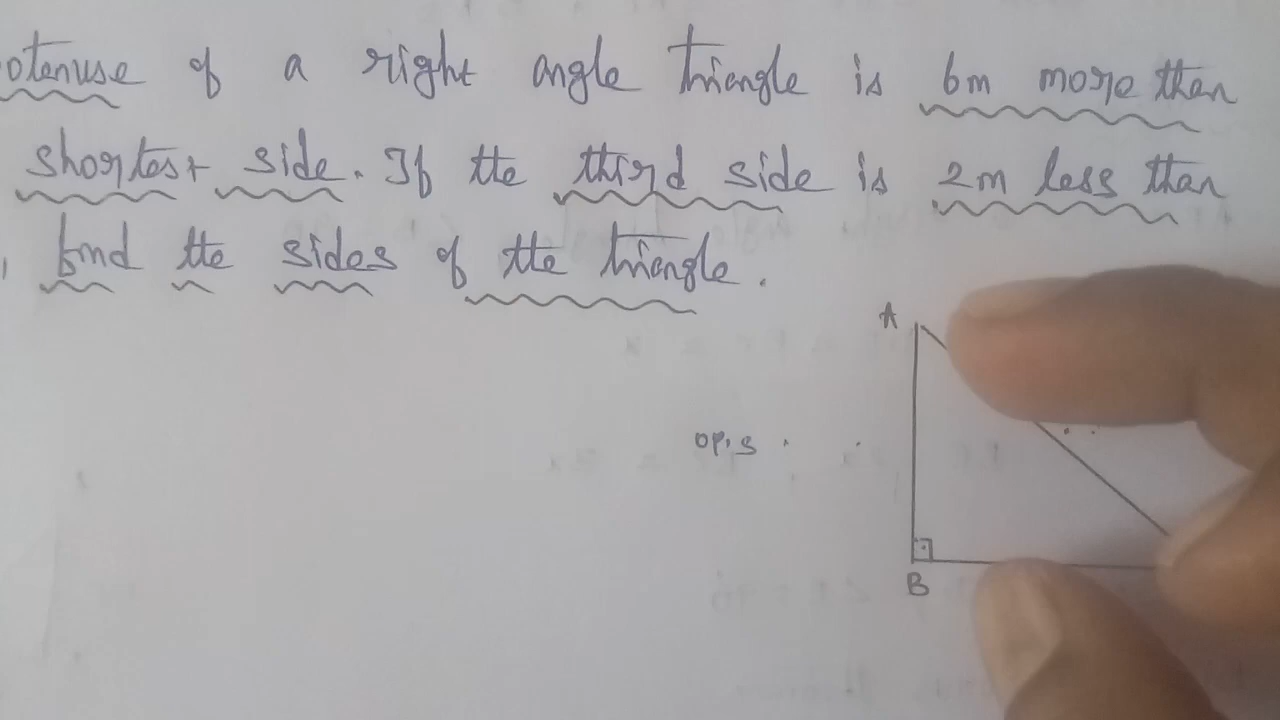 otenuse of a right angle triangle is 6m more than
shortest side. If the third side is 2m less than
, find the sides of the triangle.
A
op.s
B